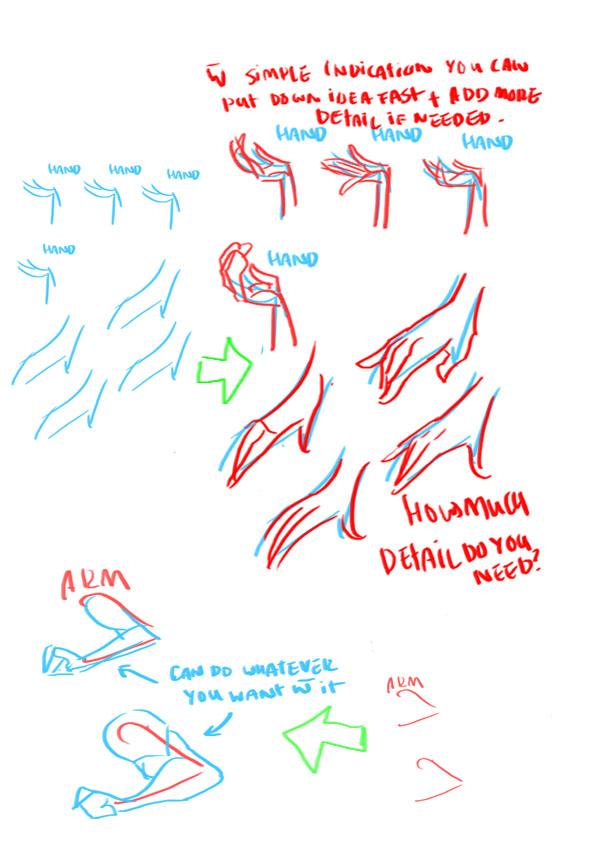 w̄ SIMPLE INDICATION YOU CAN
PUT DOWN IDEA FAST + ADD MORE
DETAIL IF NEEDED.
HAND HAND HAND
HAND HAND HAND
HAND
HAND
HOW MUCH
DETAIL DO YOU
NEED?
ARM
CAN DO WHATEVER
YOU WANT w̄ it
ARM